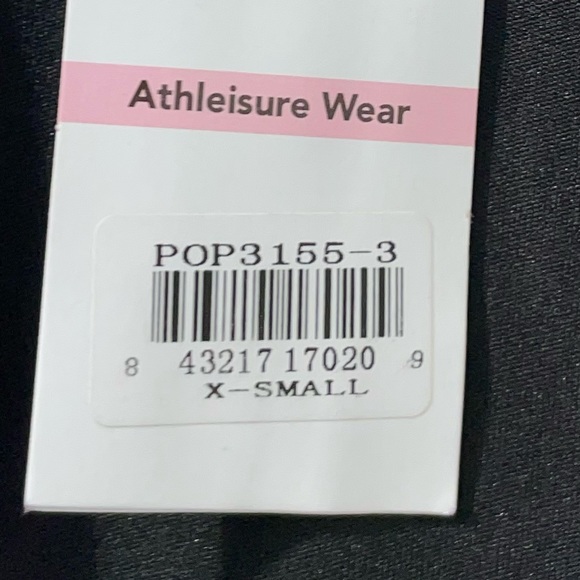 Athleisure Wear
POP3155-3
8 43217 17020 9
X-SMALL